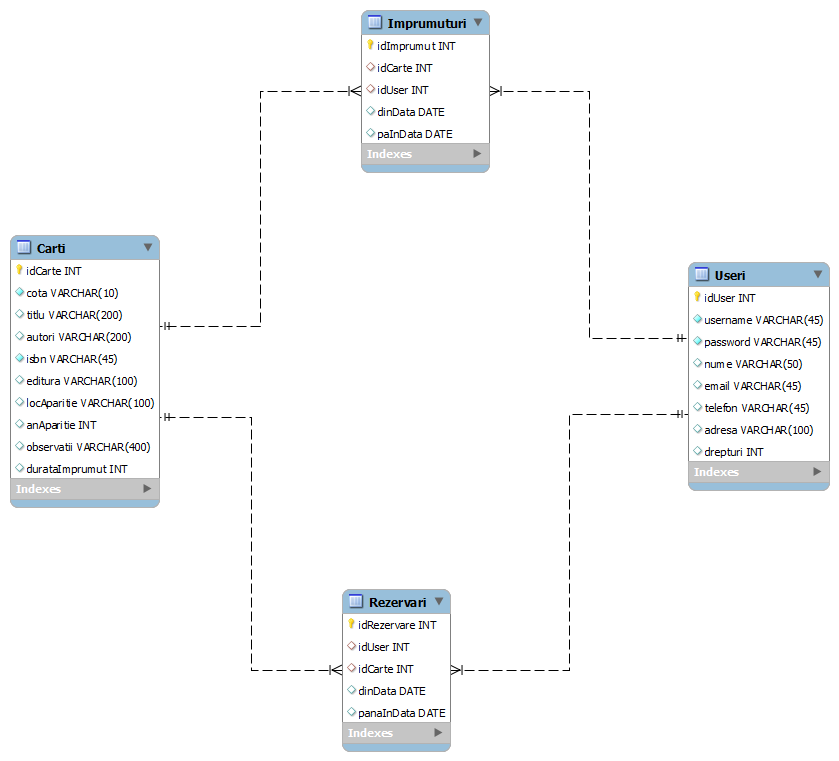 Imprumuturi
idImprumut INT
idCarte INT
idUser INT
dinData DATE
paInData DATE
Indexes
Carti
idCarte INT
cota VARCHAR(10)
titlu VARCHAR(200)
autori VARCHAR(200)
isbn VARCHAR(45)
editura VARCHAR(100)
locAparitie VARCHAR(100)
anAparitie INT
observatii VARCHAR(400)
durataImprumut INT
Indexes
Useri
idUser INT
username VARCHAR(45)
password VARCHAR(45)
nume VARCHAR(50)
email VARCHAR(45)
telefon VARCHAR(45)
adresa VARCHAR(100)
drepturi INT
Indexes
Rezervari
idRezervare INT
idUser INT
idCarte INT
dinData DATE
panaInData DATE
Indexes